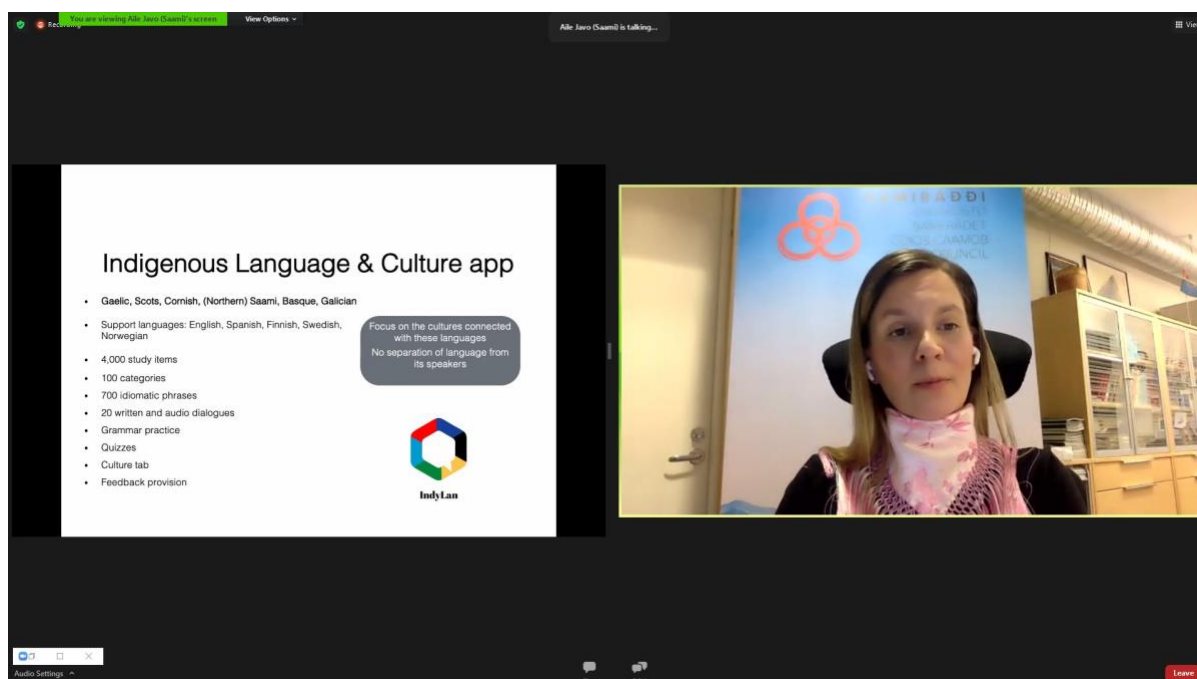 Rec
You are viewing Aile Javo (Saami)'s screen
View Options
Aile Javo (Saami) is talking...
Vie
Indigenous Language & Culture app
• Gaelic, Scots, Cornish, (Northern) Saami, Basque, Galician
• Support languages: English, Spanish, Finnish, Swedish,
Norwegian
• 4,000 study items
• 100 categories
• 700 idiomatic phrases
• 20 written and audio dialogues
• Grammar practice
• Quizzes
• Culture tab
• Feedback provision
Focus on the cultures connected
with these languages
No separation of language from
its speakers
IndyLan
Audio Settings
Leave